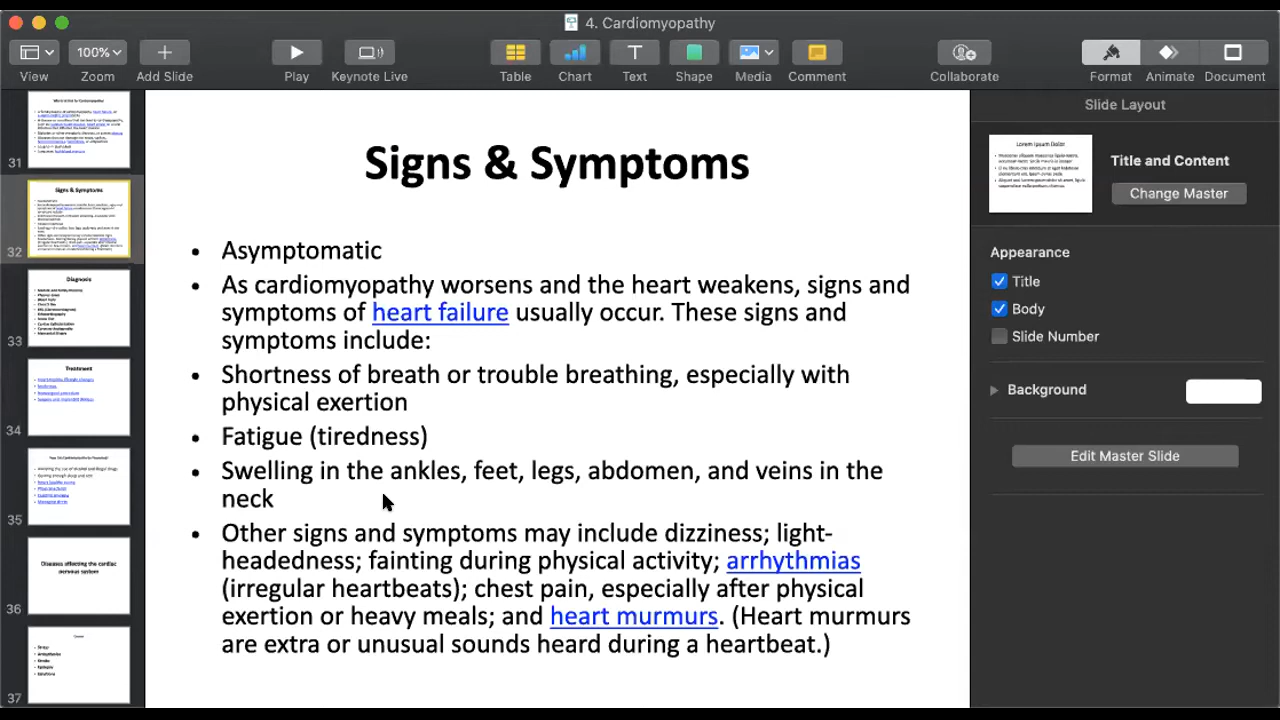 4. Cardiomyopathy
100%
View
Zoom
Add Slide
Play
Keynote Live
Table
Chart
Text
Shape
Media
Comment
Collaborate
Format
Animate
Document
31
Signs & Symptoms
32
Diagnosis
33
Treatment
34
35
Diseases affecting the cardiac
nervous system
36
37
Signs & Symptoms
• Asymptomatic
• As cardiomyopathy worsens and the heart weakens, signs and
symptoms of heart failure usually occur. These signs and
symptoms include:
• Shortness of breath or trouble breathing, especially with
physical exertion
• Fatigue (tiredness)
• Swelling in the ankles, feet, legs, abdomen, and veins in the
neck
• Other signs and symptoms may include dizziness; light-
headedness; fainting during physical activity; arrhythmias
(irregular heartbeats); chest pain, especially after physical
exertion or heavy meals; and heart murmurs. (Heart murmurs
are extra or unusual sounds heard during a heartbeat.)
Slide Layout
Lorem Ipsum Dolor
Title and Content
Change Master
Appearance
Title
Body
Slide Number
Background
Edit Master Slide